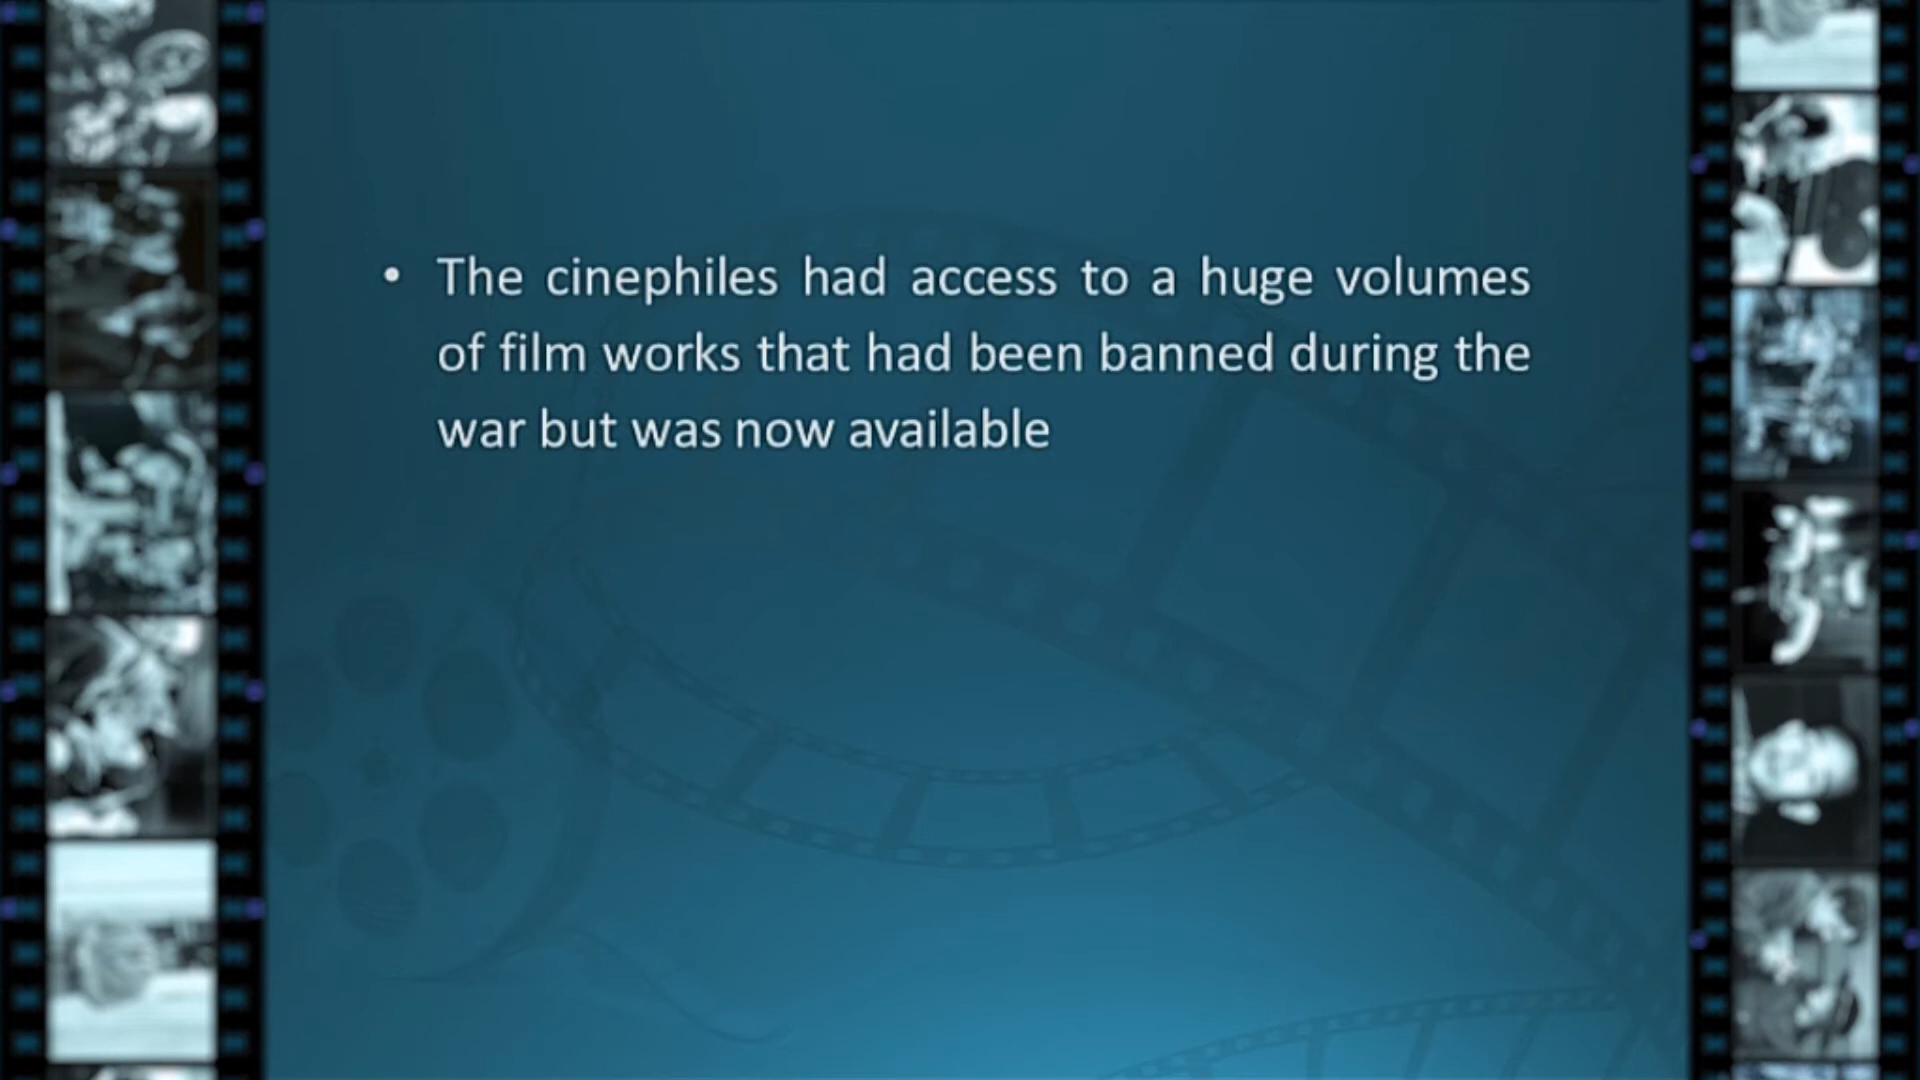 • The cinephiles had access to a huge volumes
of film works that had been banned during the
war but was now available